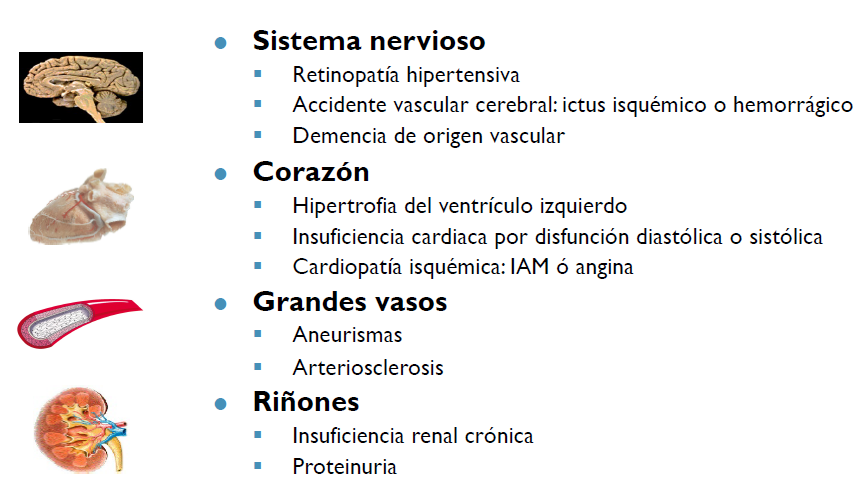 ● Sistema nervioso
▪ Retinopatía hipertensiva
▪ Accidente vascular cerebral: ictus isquémico o hemorrágico
▪ Demencia de origen vascular
● Corazón
▪ Hipertrofia del ventrículo izquierdo
▪ Insuficiencia cardiaca por disfunción diastólica o sistólica
▪ Cardiopatía isquémica: IAM ó angina
● Grandes vasos
▪ Aneurismas
▪ Arteriosclerosis
● Riñones
▪ Insuficiencia renal crónica
▪ Proteinuria